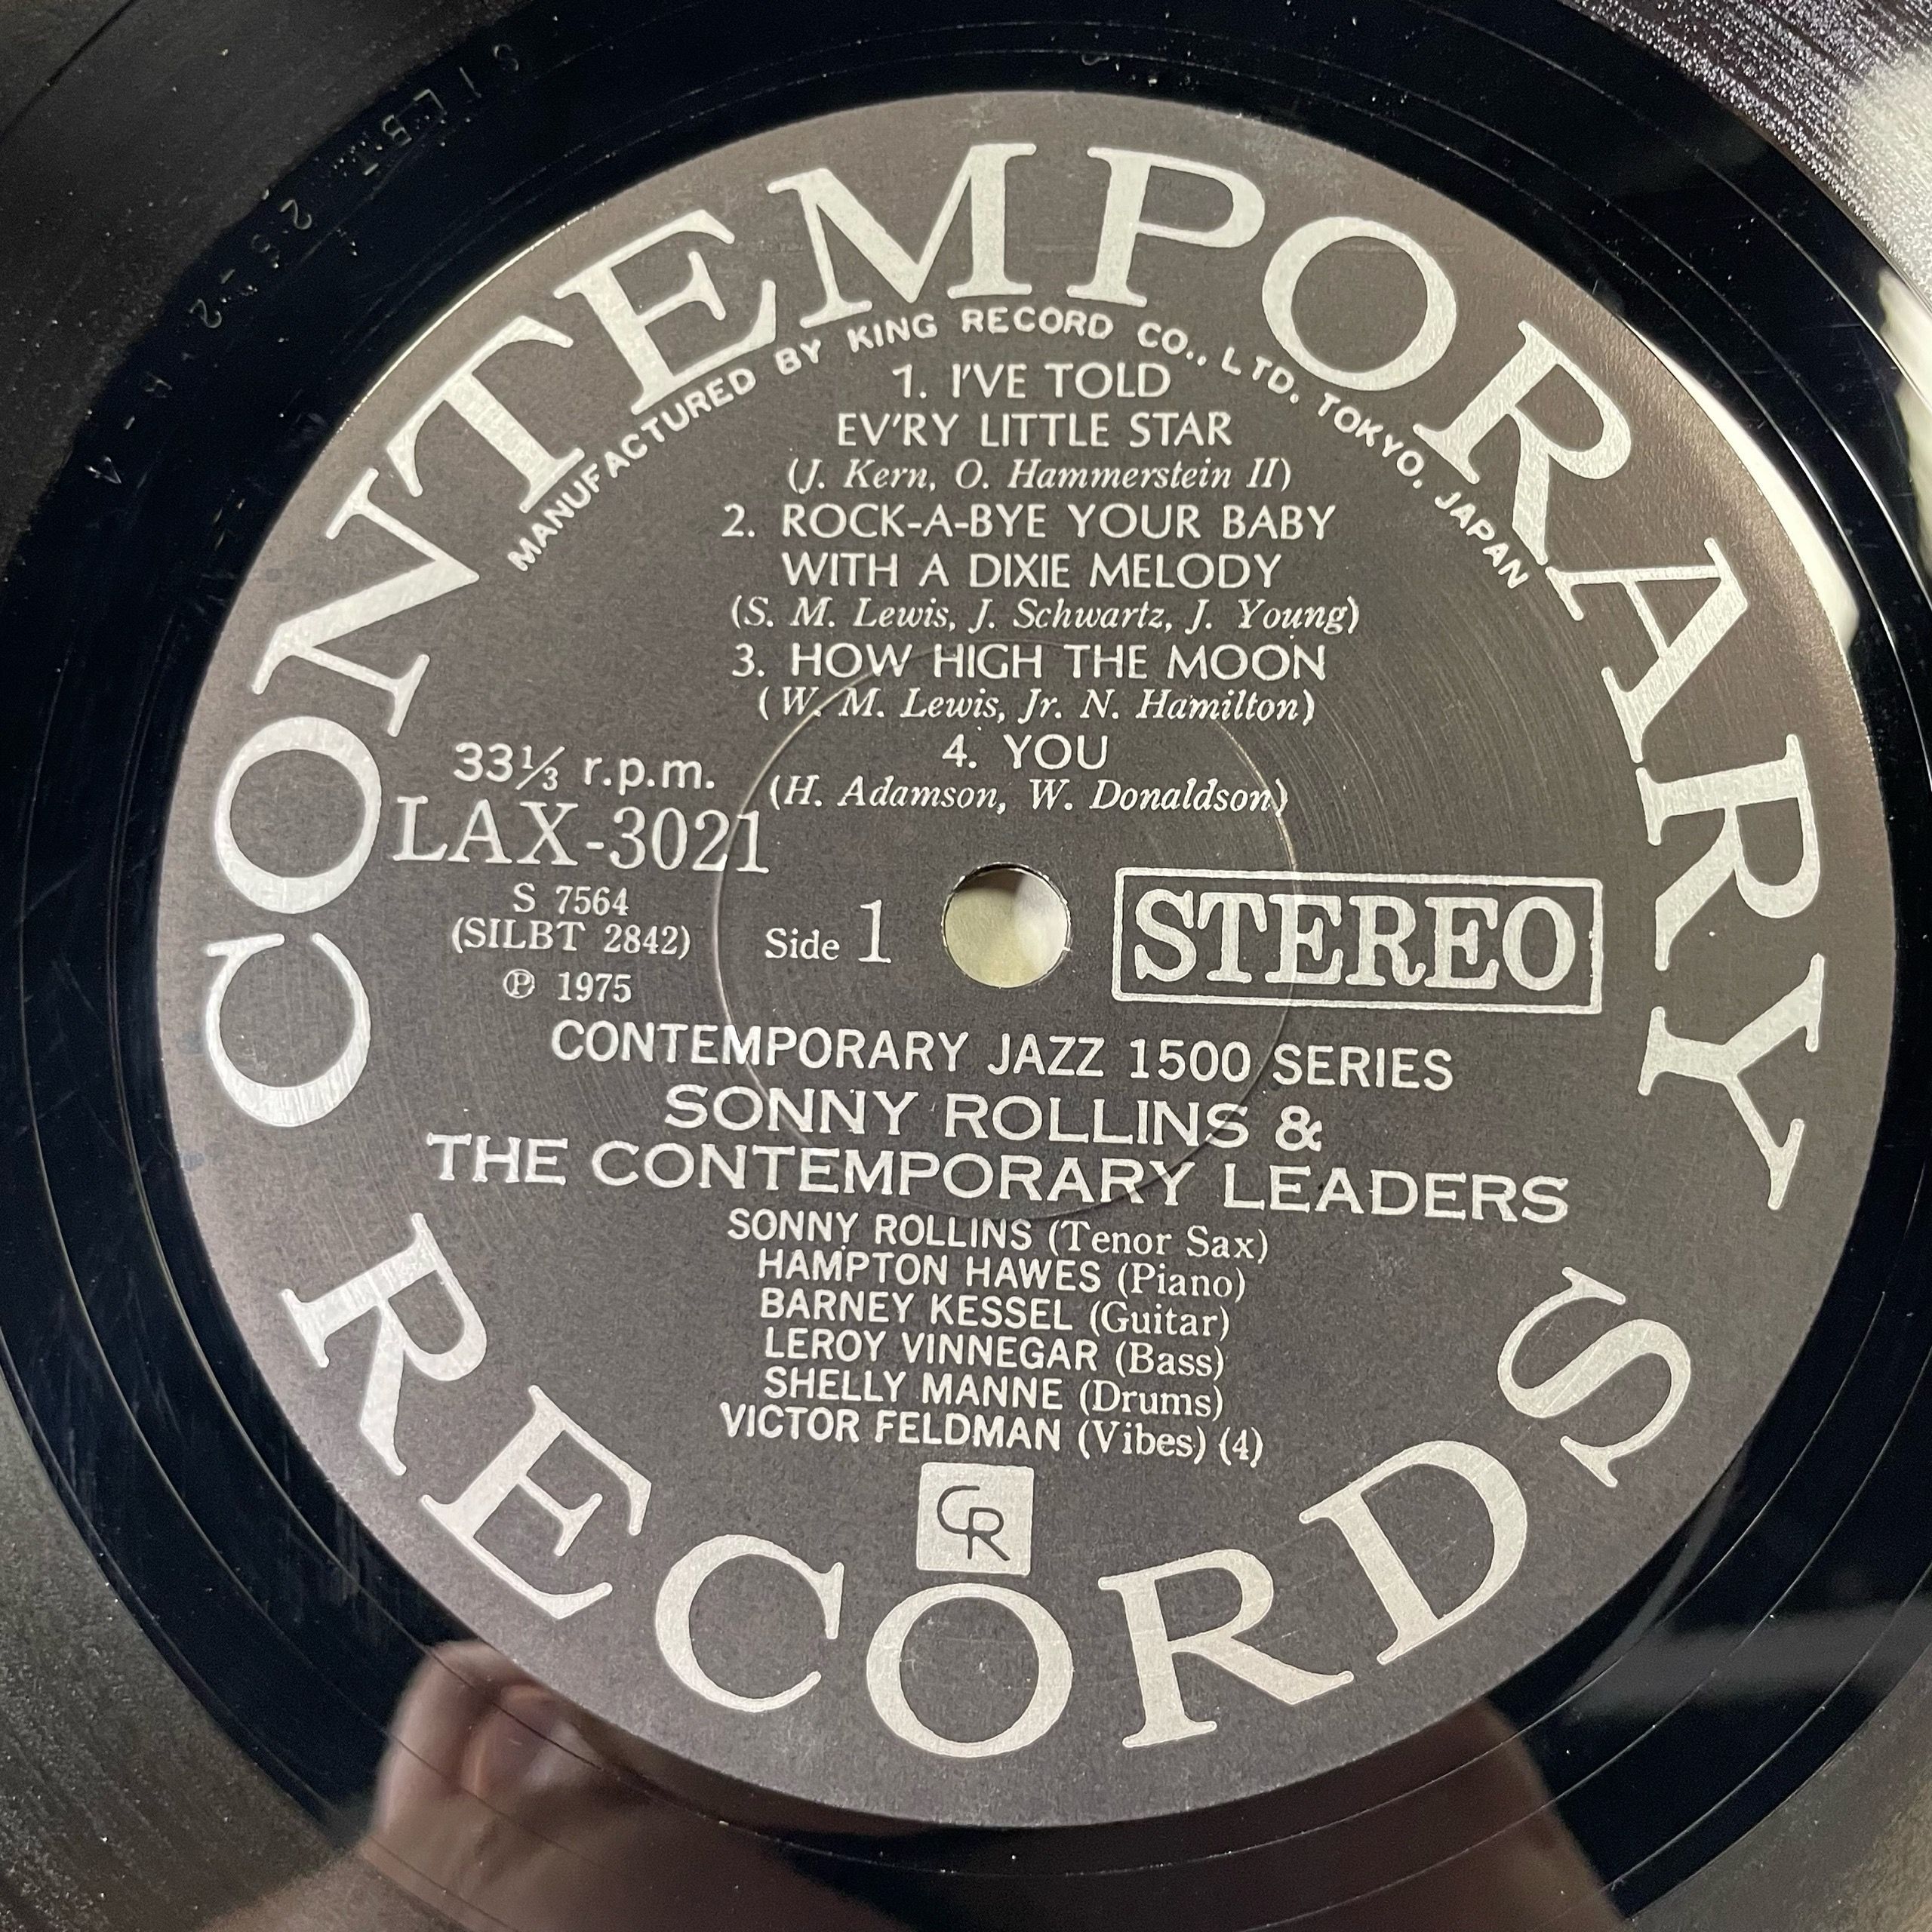 CONTEMPORARY
MANUFACTURED BY KING RECORD CO., LTD. TOKYO, JAPAN
1. I'VE TOLD
EV'RY LITTLE STAR
(J. Kern, O. Hammerstein II)
2. ROCK-A-BYE YOUR BABY
WITH A DIXIE MELODY
(S. M. Lewis, J. Schwartz, J. Young)
3. HOW HIGH THE MOON
(W. M. Lewis, Jr. N. Hamilton)
4. YOU
(H. Adamson, W. Donaldson)
33⅓ r.p.m.
LAX-3021
S 7564
(SILBT 2842)
Ⓟ 1975
Side 1
STEREO
CONTEMPORARY JAZZ 1500 SERIES
SONNY ROLLINS &
THE CONTEMPORARY LEADERS
SONNY ROLLINS (Tenor Sax)
HAMPTON HAWES (Piano)
BARNEY KESSEL (Guitar)
LEROY VINNEGAR (Bass)
SHELLY MANNE (Drums)
VICTOR FELDMAN (Vibes) (4)
CR
RECORDS